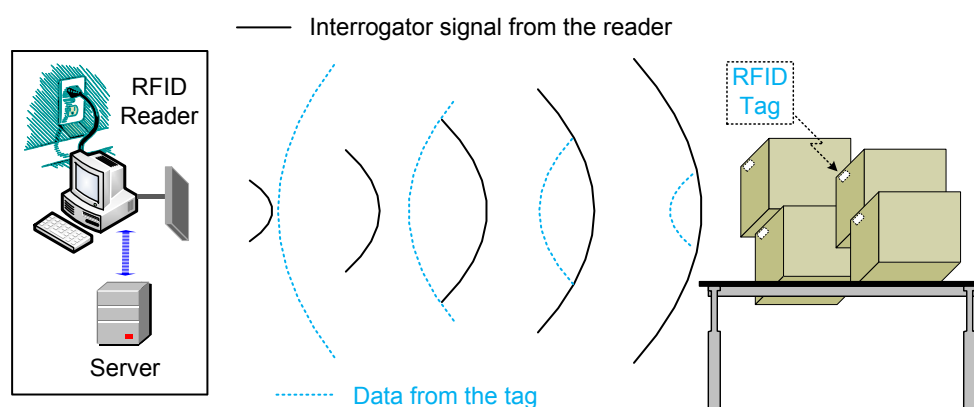 Interrogator signal from the reader
RFID
Reader
RFID
Tag
Server
Data from the tag